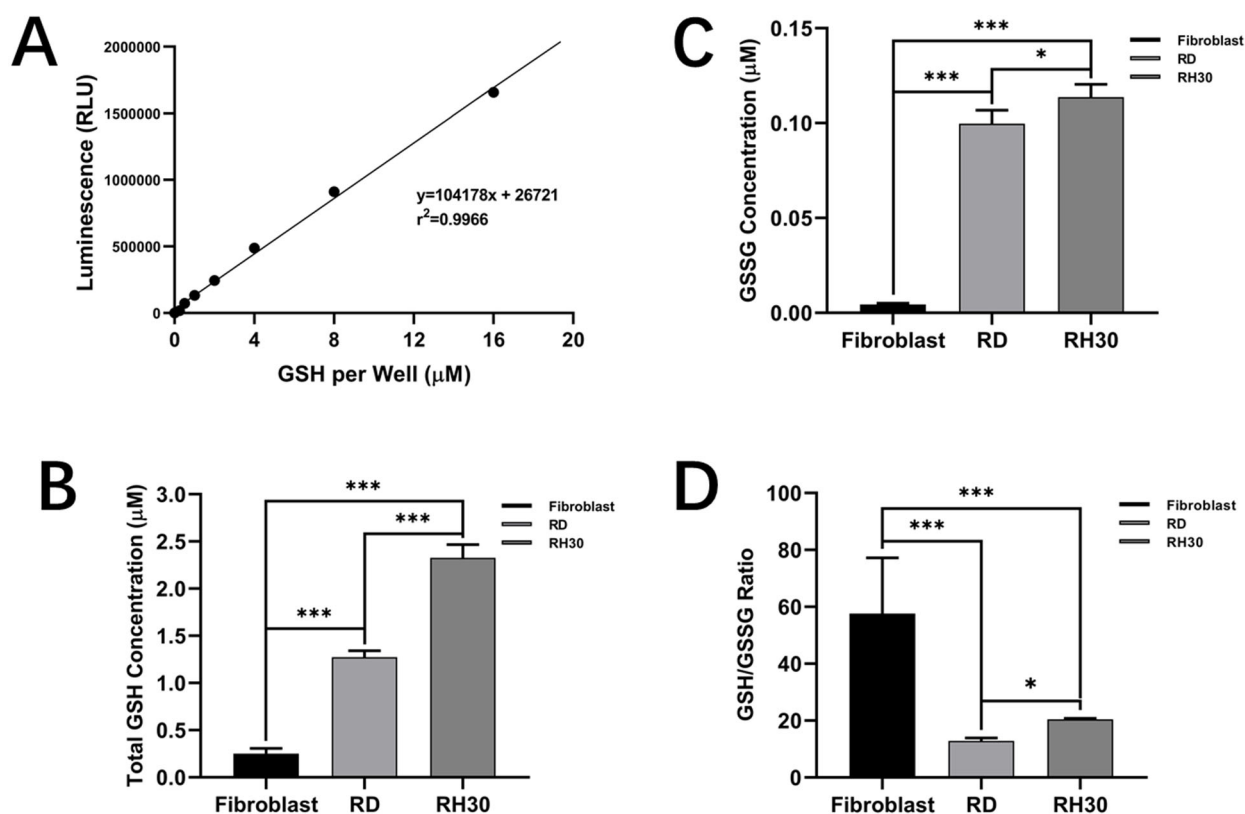 A
Luminescence (RLU)
2000000
1500000
1000000
500000
0
y=104178x + 26721
r²=0.9966
0 4 8 12 16 20
GSH per Well (μM)
C
GSSG Concentration (μM)
0.15
0.10
0.05
0.00
***
***
*
Fibroblast
RD
RH30
Fibroblast RD RH30
B
Total GSH Concentration (μM)
3.0
2.5
2.0
1.5
1.0
0.5
0.0
***
***
***
Fibroblast
RD
RH30
Fibroblast RD RH30
D
GSH/GSSG Ratio
100
80
60
40
20
0
***
***
*
Fibroblast
RD
RH30
Fibroblast RD RH30